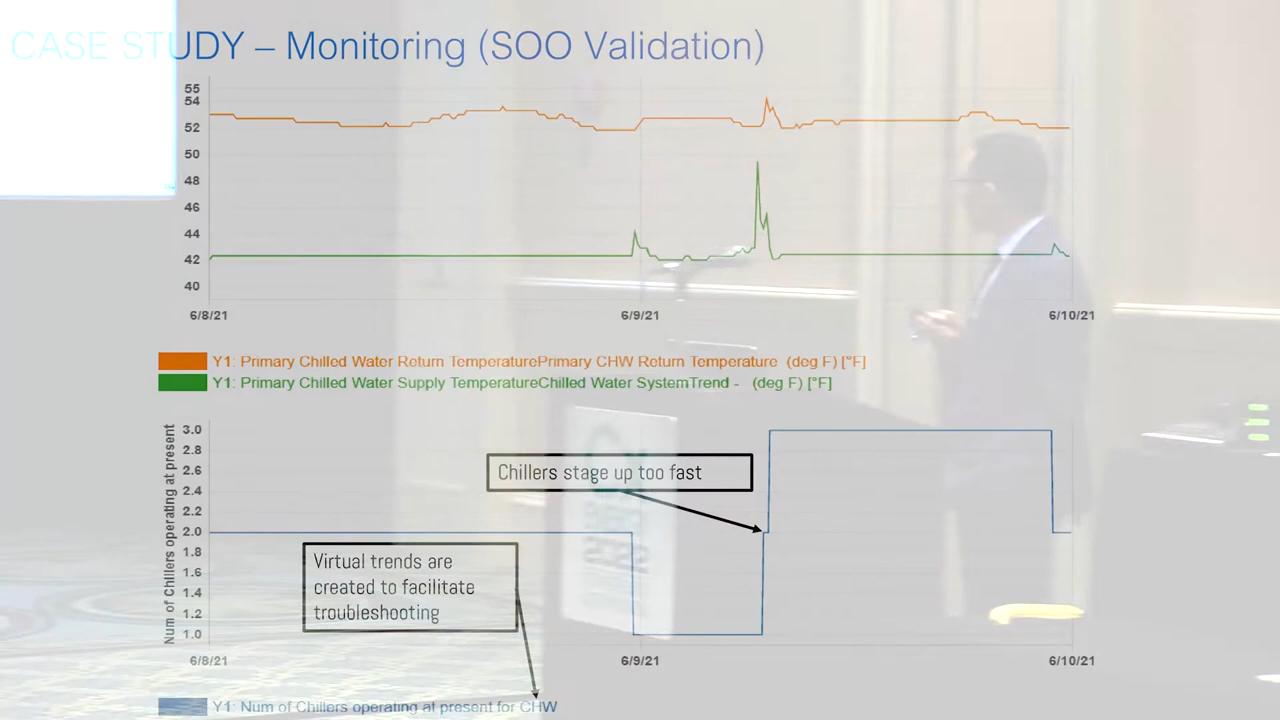 CASE STUDY – Monitoring (SOO Validation)
55
54
52
50
48
46
44
42
40
6/8/21
6/9/21
6/10/21
Y1: Primary Chilled Water Return TemperaturePrimary CHW Return Temperature (deg F) [°F]
Y1: Primary Chilled Water Supply TemperatureChilled Water SystemTrend - (deg F) [°F]
Num of Chillers operating at present
3.0
2.8
2.6
2.4
2.2
2.0
1.8
1.6
1.4
1.2
1.0
Chillers stage up too fast
Virtual trends are
created to facilitate
troubleshooting
6/8/21
6/9/21
6/10/21
Y1: Num of Chillers operating at present for CHW